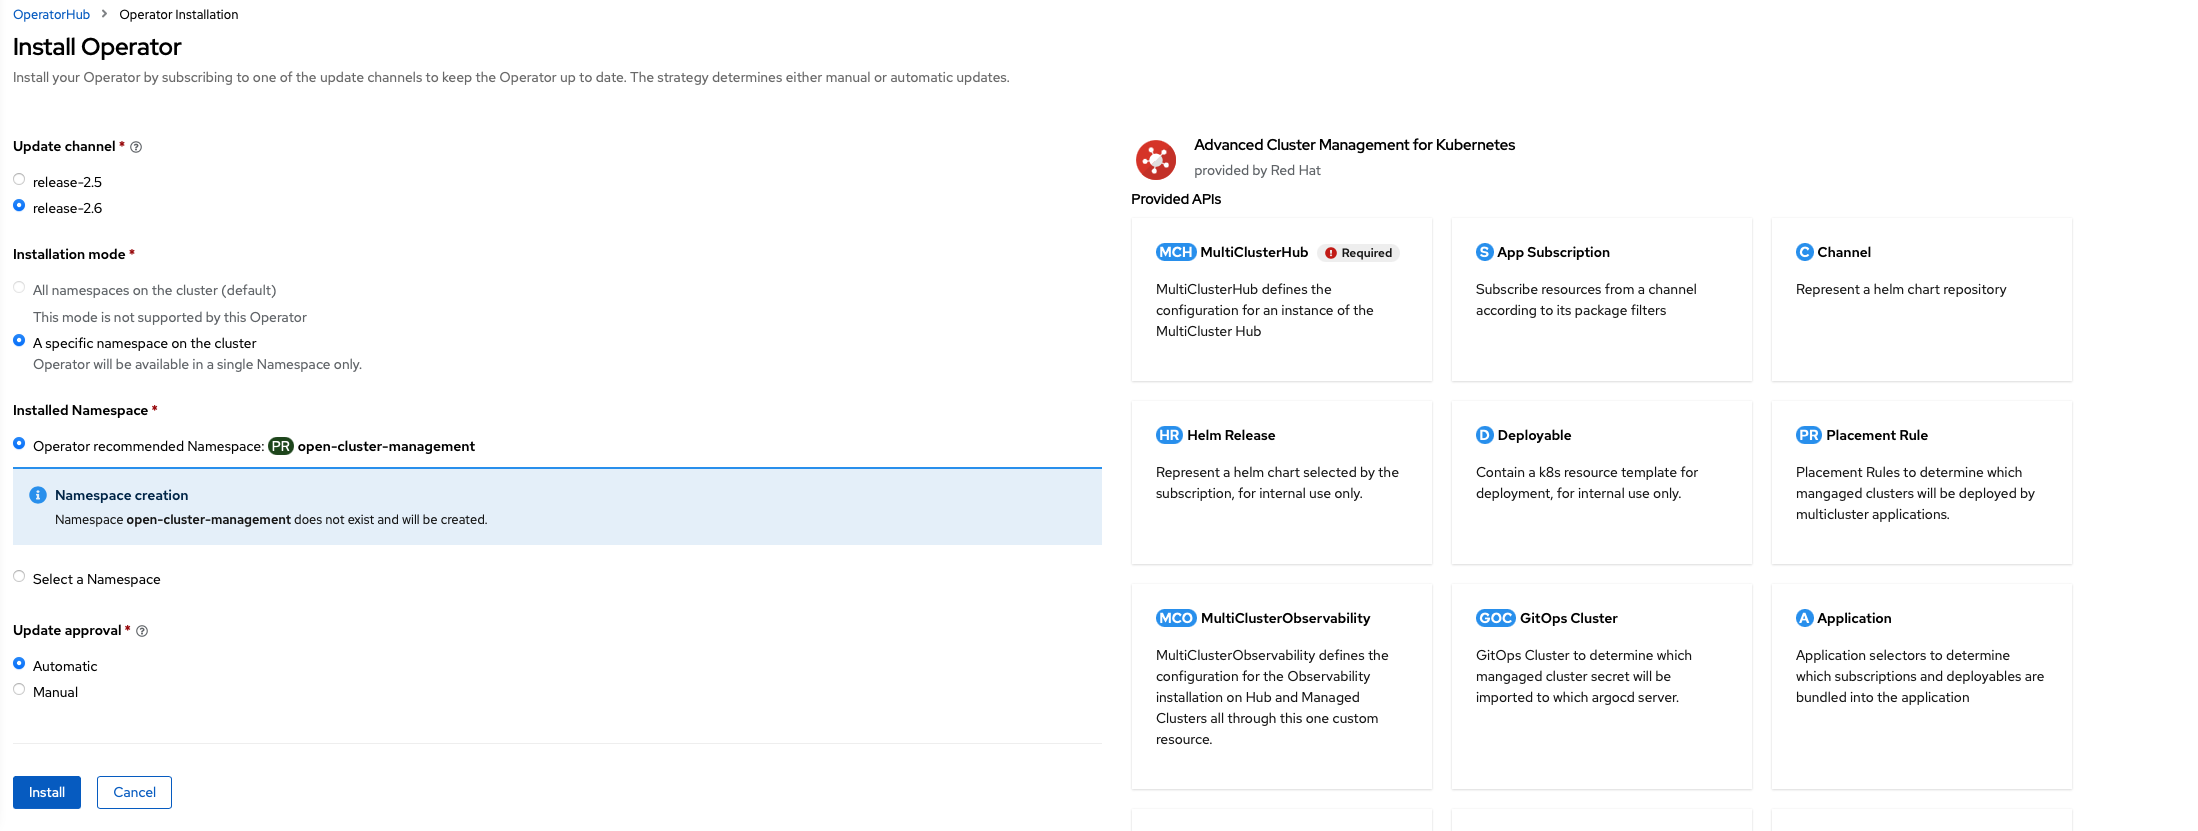 OperatorHub > Operator Installation
Install Operator
Install your Operator by subscribing to one of the update channels to keep the Operator up to date. The strategy determines either manual or automatic updates.
Update channel *
release-2.5
release-2.6
Installation mode *
All namespaces on the cluster (default)
This mode is not supported by this Operator
A specific namespace on the cluster
Operator will be available in a single Namespace only.
Installed Namespace *
Operator recommended Namespace: PR open-cluster-management
Namespace creation
Namespace open-cluster-management does not exist and will be created.
Select a Namespace
Update approval *
Automatic
Manual
Install
Cancel
Advanced Cluster Management for Kubernetes
provided by Red Hat
Provided APIs
MCH MultiClusterHub Required
MultiClusterHub defines the
configuration for an instance of the
MultiCluster Hub
S App Subscription
Subscribe resources from a channel
according to its package filters
C Channel
Represent a helm chart repository
HR Helm Release
Represent a helm chart selected by the
subscription, for internal use only.
D Deployable
Contain a k8s resource template for
deployment, for internal use only.
PR Placement Rule
Placement Rules to determine which
mangaged clusters will be deployed by
multicluster applications.
MCO MultiClusterObservability
MultiClusterObservability defines the
configuration for the Observability
installation on Hub and Managed
Clusters all through this one custom
resource.
GOC GitOps Cluster
GitOps Cluster to determine which
mangaged cluster secret will be
imported to which argocd server.
A Application
Application selectors to determine
which subscriptions and deployables are
bundled into the application